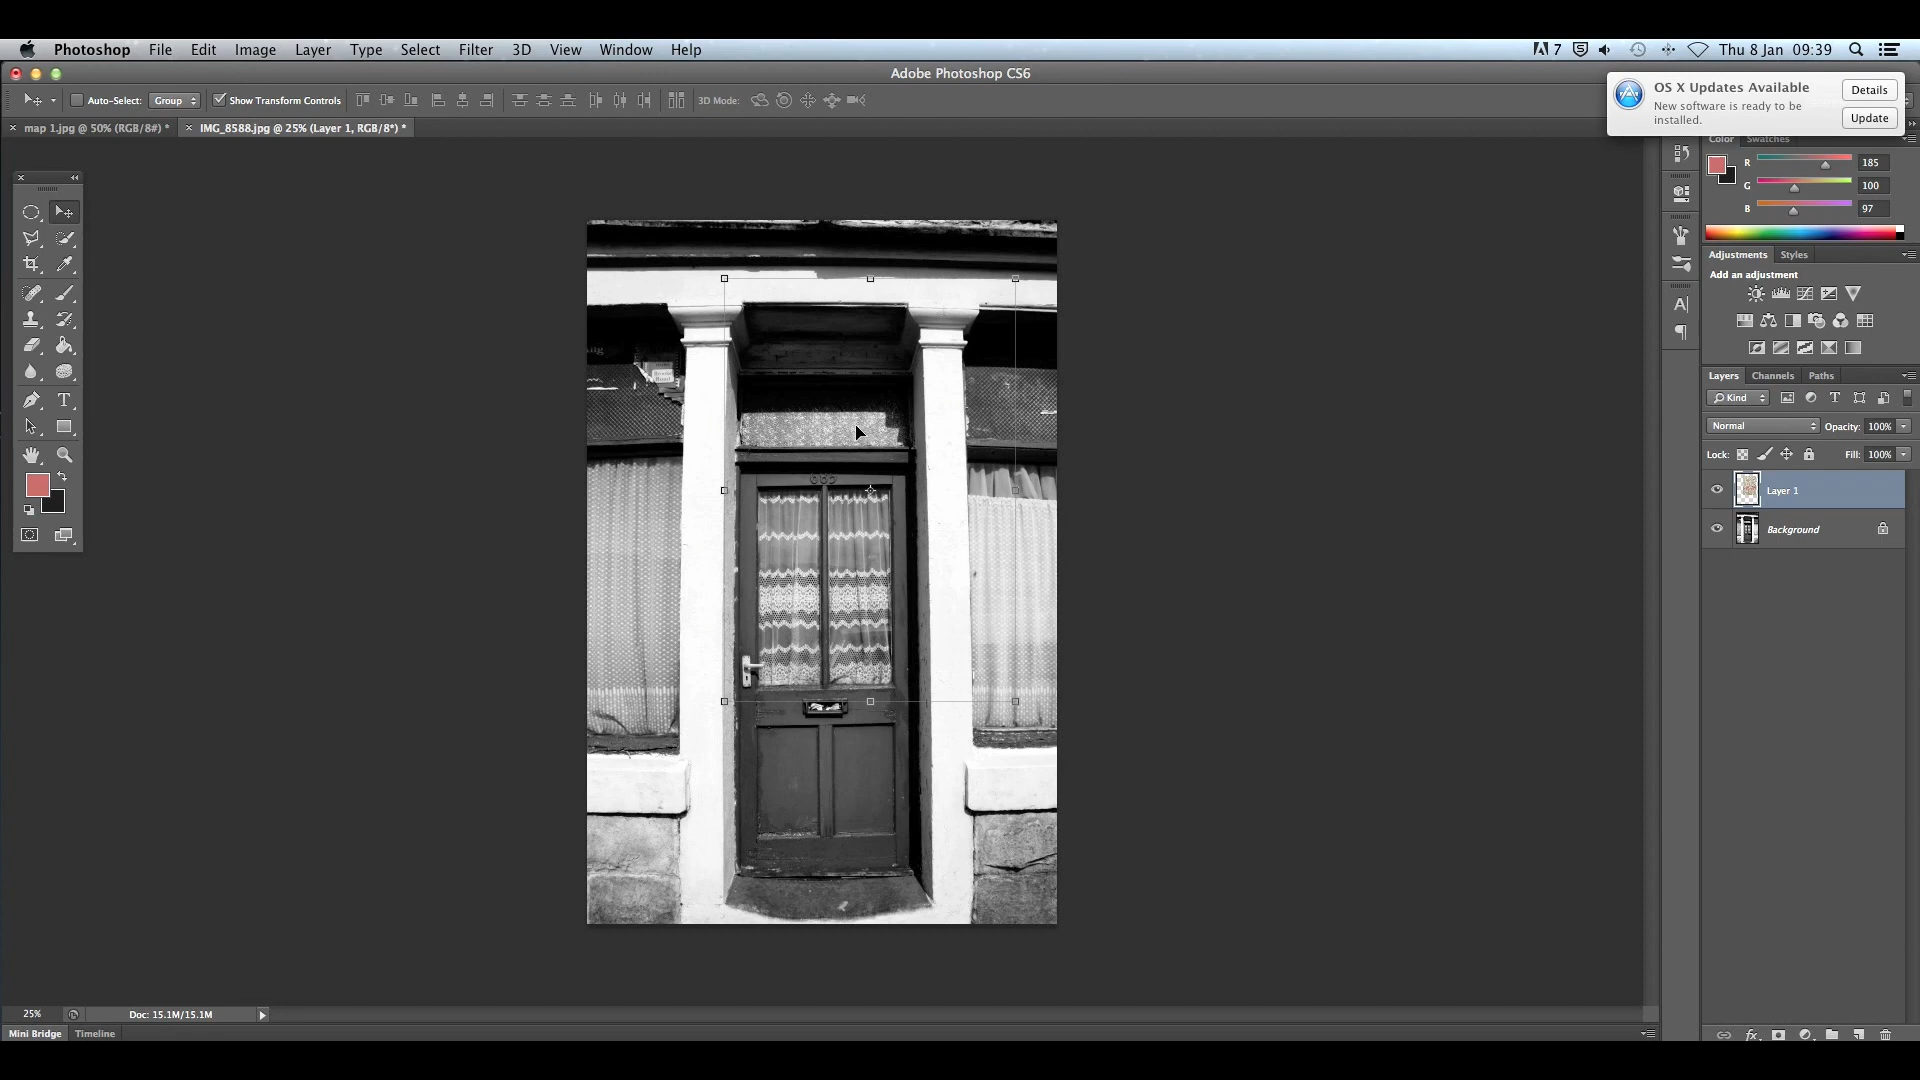 Photoshop File Edit Image Layer Type Select Filter 3D View Window Help 7 Thu 8 Jan 09:39
Adobe Photoshop CS6
Auto-Select: Group Show Transform Controls 3D Mode:
OS X Updates Available
New software is ready to be
installed.
Details
Update
map 1.jpg @ 50% (RGB/8#) * IMG_8588.jpg @ 25% (Layer 1, RGB/8*) *
Color Swatches
R 185
G 100
B 97
Adjustments Styles
Add an adjustment
Layers Channels Paths
Kind
Normal Opacity: 100%
Lock: Fill: 100%
Layer 1
Background
25% Doc: 15.1M/15.1M
Mini Bridge Timeline